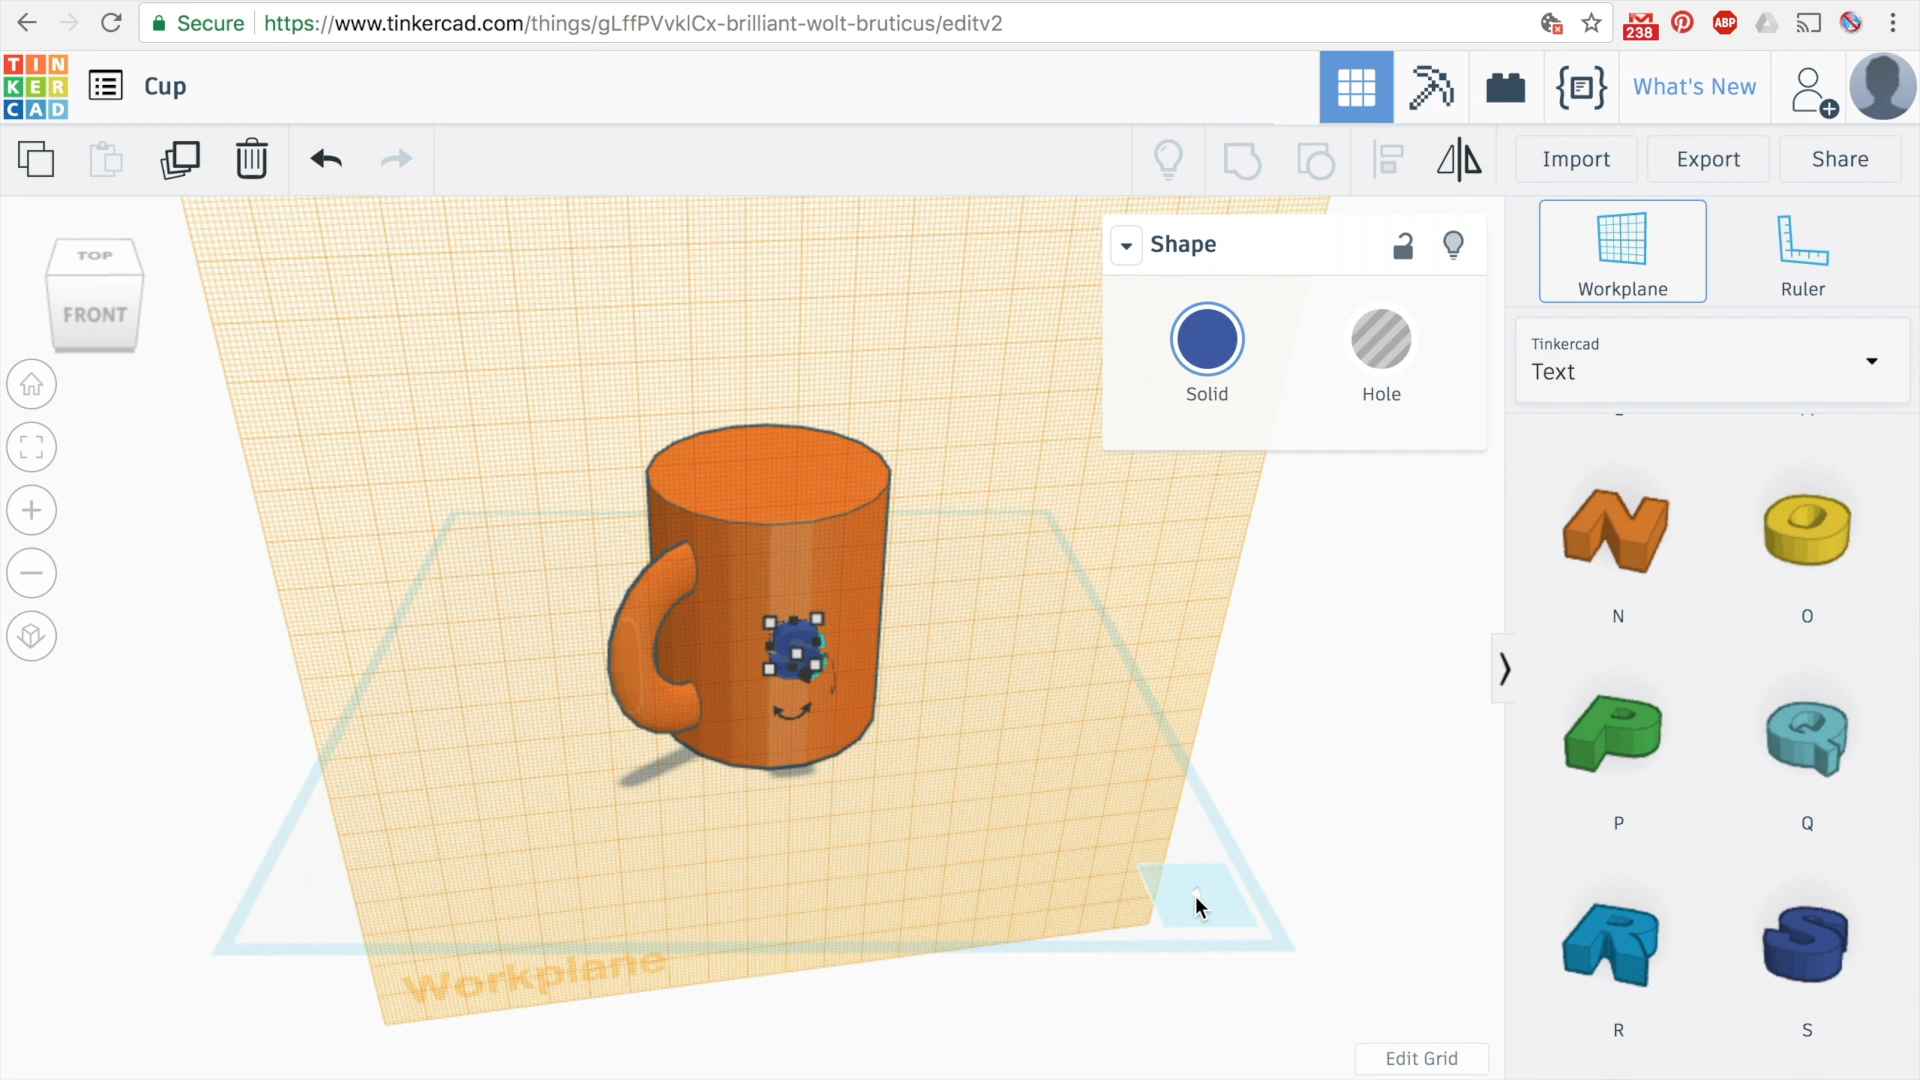 Secure https://www.tinkercad.com/things/gLffPVvklCx-brilliant-wolt-bruticus/editv2
238
ABP
TIN
KER
CAD
Cup
What's New
Import
Export
Share
TOP
FRONT
Shape
Solid
Hole
Workplane
Ruler
Tinkercad
Text
N
O
P
Q
R
S
Workplane
Edit Grid